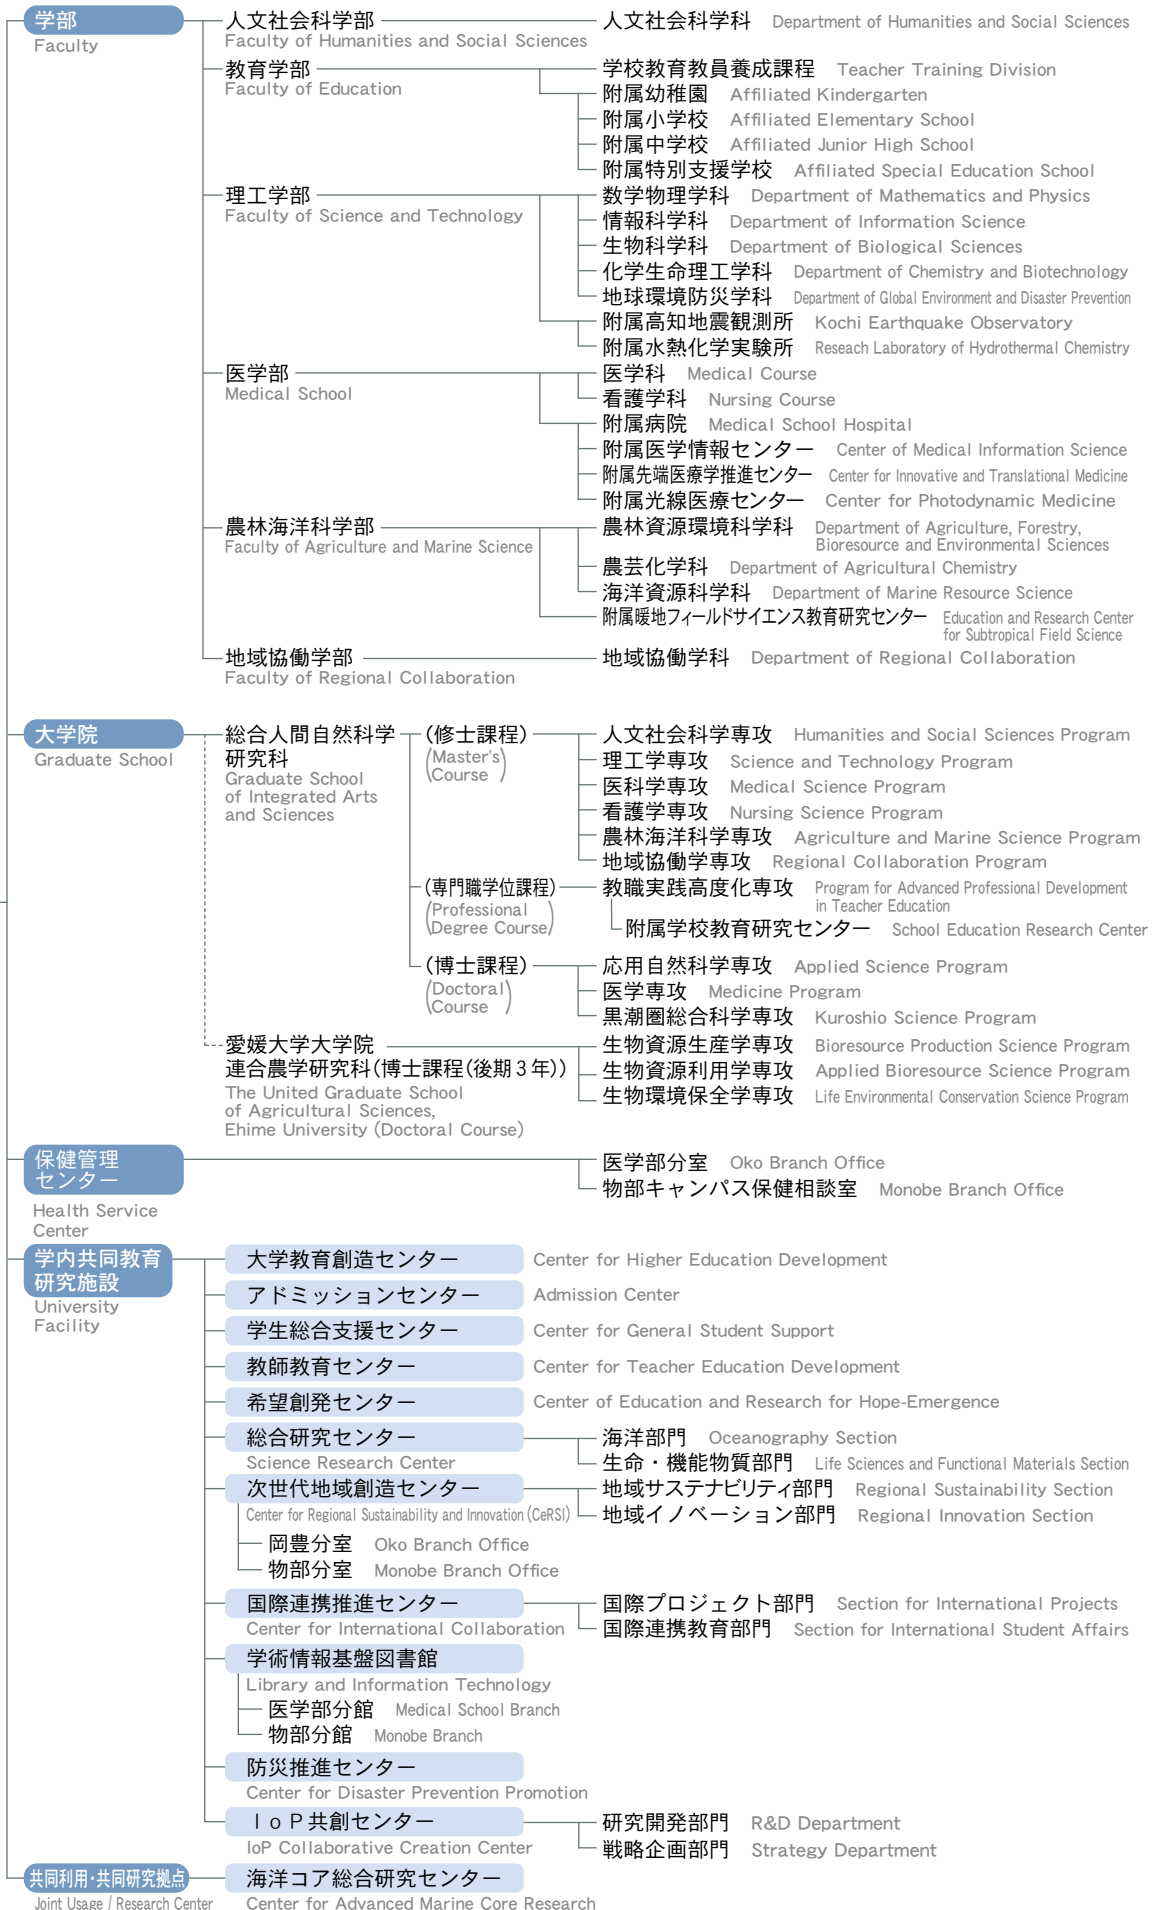 学部
Faculty
人文社会科学部
Faculty of Humanities and Social Sciences
人文社会科学科 Department of Humanities and Social Sciences
教育学部
Faculty of Education
学校教育教員養成課程 Teacher Training Division
附属幼稚園 Affiliated Kindergarten
附属小学校 Affiliated Elementary School
附属中学校 Affiliated Junior High School
附属特別支援学校 Affiliated Special Education School
理工学部
Faculty of Science and Technology
数学物理学科 Department of Mathematics and Physics
情報科学科 Department of Information Science
生物科学科 Department of Biological Sciences
化学生命理工学科 Department of Chemistry and Biotechnology
地球環境防災学科 Department of Global Environment and Disaster Prevention
附属高知地震観測所 Kochi Earthquake Observatory
附属水熱化学実験所 Reseach Laboratory of Hydrothermal Chemistry
医学部
Medical School
医学科 Medical Course
看護学科 Nursing Course
附属病院 Medical School Hospital
附属医学情報センター Center of Medical Information Science
附属先端医療学推進センター Center for Innovative and Translational Medicine
附属光線医療センター Center for Photodynamic Medicine
農林海洋科学部
Faculty of Agriculture and Marine Science
農林資源環境科学科 Department of Agriculture, Forestry,
Bioresource and Environmental Sciences
農芸化学科 Department of Agricultural Chemistry
海洋資源科学科 Department of Marine Resource Science
附属暖地フィールドサイエンス教育研究センター Education and Research Center
for Subtropical Field Science
地域協働学部
Faculty of Regional Collaboration
地域協働学科 Department of Regional Collaboration
大学院
Graduate School
総合人間自然科学
研究科
Graduate School
of Integrated Arts
and Sciences
(修士課程)
(Master's
Course)
人文社会科学専攻 Humanities and Social Sciences Program
理工学専攻 Science and Technology Program
医科学専攻 Medical Science Program
看護学専攻 Nursing Science Program
農林海洋科学専攻 Agriculture and Marine Science Program
地域協働学専攻 Regional Collaboration Program
(専門職学位課程)
(Professional
Degree Course)
教職実践高度化専攻 Program for Advanced Professional Development
in Teacher Education
附属学校教育研究センター School Education Research Center
(博士課程)
(Doctoral
Course)
応用自然科学専攻 Applied Science Program
医学専攻 Medicine Program
黒潮圏総合科学専攻 Kuroshio Science Program
愛媛大学大学院
連合農学研究科(博士課程(後期3年))
The United Graduate School
of Agricultural Sciences,
Ehime University (Doctoral Course)
生物資源生産学専攻 Bioresource Production Science Program
生物資源利用学専攻 Applied Bioresource Science Program
生物環境保全学専攻 Life Environmental Conservation Science Program
保健管理
センター
Health Service
Center
医学部分室 Oko Branch Office
物部キャンパス保健相談室 Monobe Branch Office
学内共同教育
研究施設
University
Facility
大学教育創造センター Center for Higher Education Development
アドミッションセンター Admission Center
学生総合支援センター Center for General Student Support
教師教育センター Center for Teacher Education Development
希望創発センター Center of Education and Research for Hope-Emergence
総合研究センター
Science Research Center
海洋部門 Oceanography Section
生命・機能物質部門 Life Sciences and Functional Materials Section
次世代地域創造センター
Center for Regional Sustainability and Innovation (CeRSI)
地域サステナビリティ部門 Regional Sustainability Section
地域イノベーション部門 Regional Innovation Section
岡豊分室 Oko Branch Office
物部分室 Monobe Branch Office
国際連携推進センター
Center for International Collaboration
国際プロジェクト部門 Section for International Projects
国際連携教育部門 Section for International Student Affairs
学術情報基盤図書館
Library and Information Technology
医学部分館 Medical School Branch
物部分館 Monobe Branch
防災推進センター
Center for Disaster Prevention Promotion
IoP共創センター
IoP Collaborative Creation Center
研究開発部門 R&D Department
戦略企画部門 Strategy Department
共同利用・共同研究拠点
Joint Usage / Research Center
海洋コア総合研究センター
Center for Advanced Marine Core Research